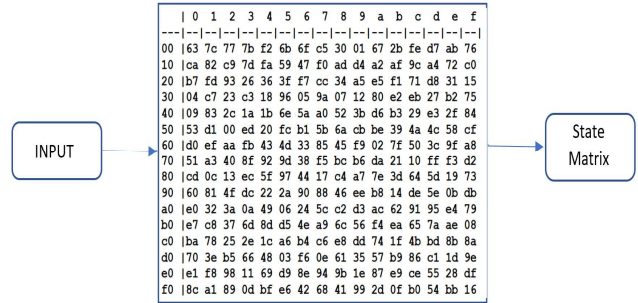 | 0 1 2 3 4 5 6 7 8 9 a b c d e f
---|--|--|--|--|--|--|--|--|--|--|--|--|--|--|--|--|
00 |63 7c 77 7b f2 6b 6f c5 30 01 67 2b fe d7 ab 76
10 |ca 82 c9 7d fa 59 47 f0 ad d4 a2 af 9c a4 72 c0
20 |b7 fd 93 26 36 3f f7 cc 34 a5 e5 f1 71 d8 31 15
30 |04 c7 23 c3 18 96 05 9a 07 12 80 e2 eb 27 b2 75
40 |09 83 2c 1a 1b 6e 5a a0 52 3b d6 b3 29 e3 2f 84
50 |53 d1 00 ed 20 fc b1 5b 6a cb be 39 4a 4c 58 cf
60 |d0 ef aa fb 43 4d 33 85 45 f9 02 7f 50 3c 9f a8
70 |51 a3 40 8f 92 9d 38 f5 bc b6 da 21 10 ff f3 d2
80 |cd 0c 13 ec 5f 97 44 17 c4 a7 7e 3d 64 5d 19 73
90 |60 81 4f dc 22 2a 90 88 46 ee b8 14 de 5e 0b db
a0 |e0 32 3a 0a 49 06 24 5c c2 d3 ac 62 91 95 e4 79
b0 |e7 c8 37 6d 8d d5 4e a9 6c 56 f4 ea 65 7a ae 08
c0 |ba 78 25 2e 1c a6 b4 c6 e8 dd 74 1f 4b bd 8b 8a
d0 |70 3e b5 66 48 03 f6 0e 61 35 57 b9 86 c1 1d 9e
e0 |e1 f8 98 11 69 d9 8e 94 9b 1e 87 e9 ce 55 28 df
f0 |8c a1 89 0d bf e6 42 68 41 99 2d 0f b0 54 bb 16
INPUT
State
Matrix